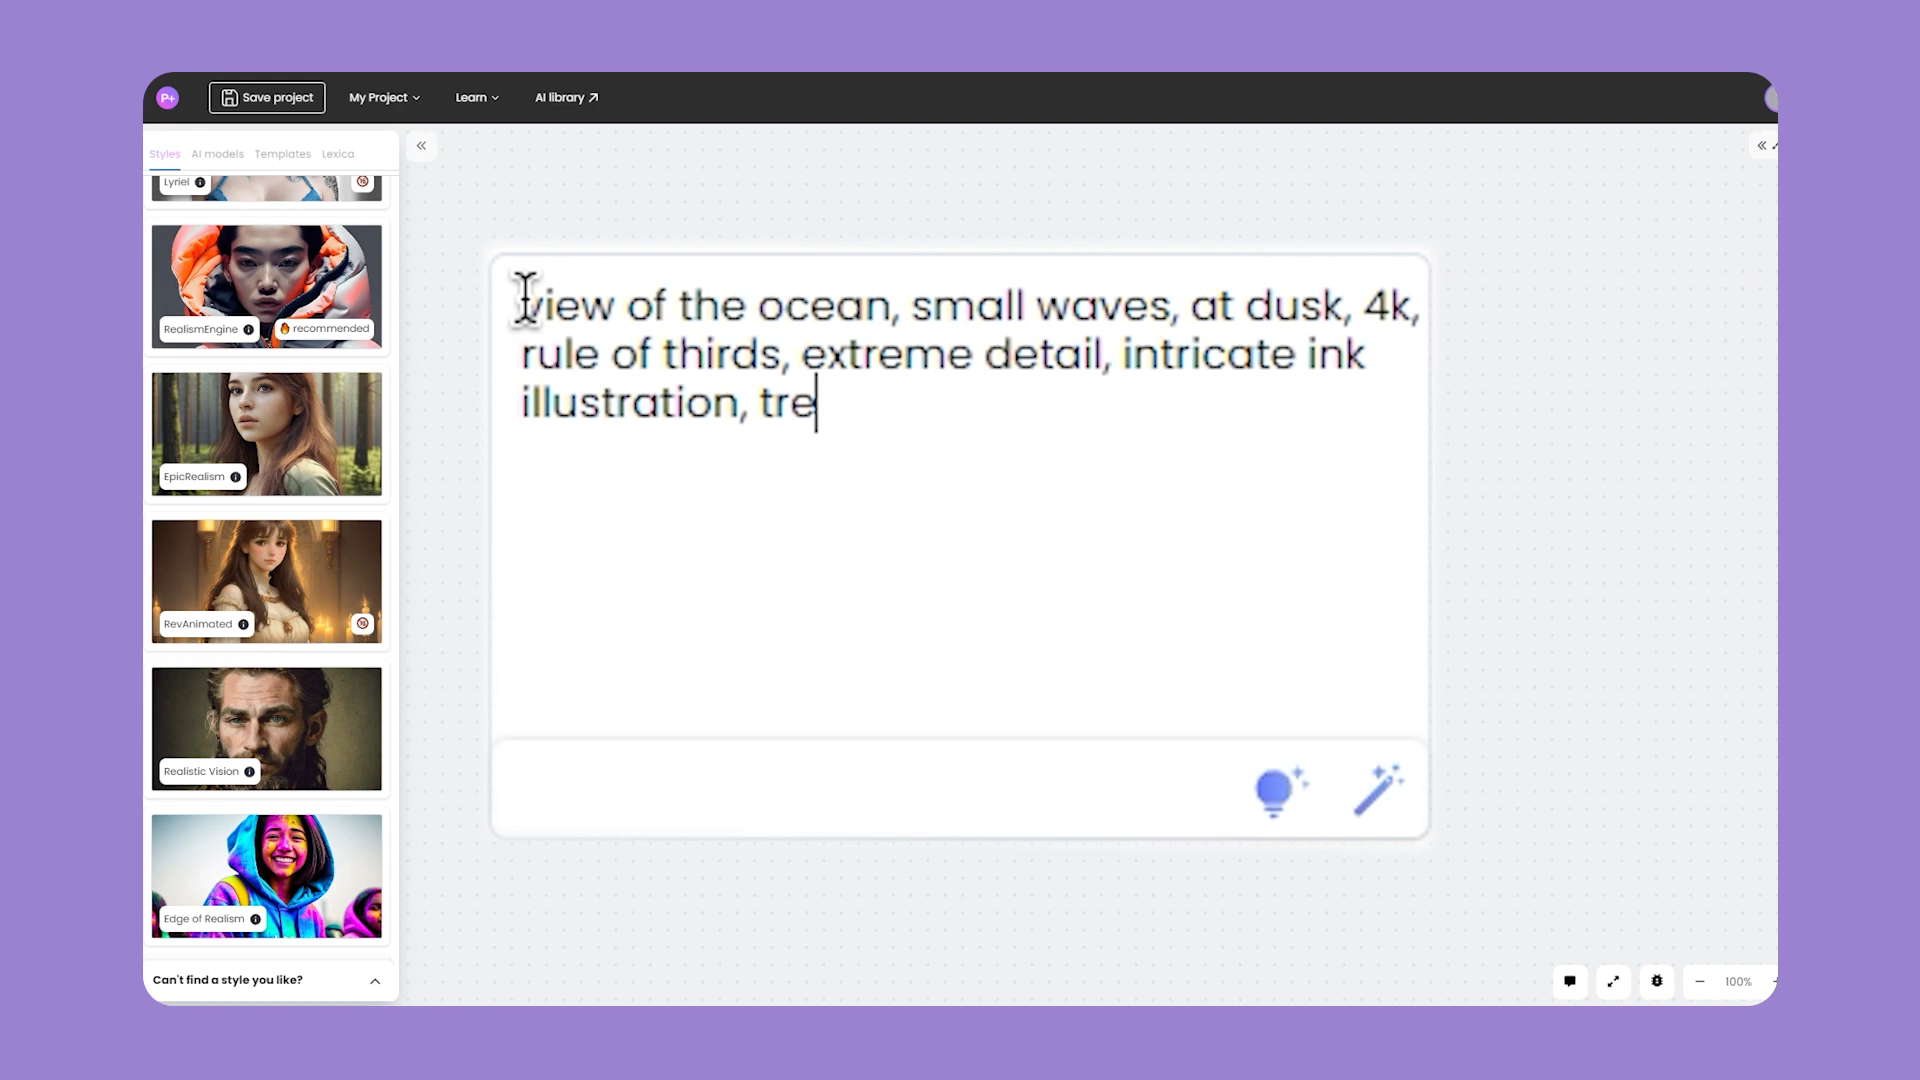 P+
Save project
My Project
Learn
AI library
Styles
AI models
Templates
Lexica
Lyriel
RealismEngine
recommended
EpicRealism
RevAnimated
Realistic Vision
Edge of Realism
Can't find a style you like?
view of the ocean, small waves, at dusk, 4k,
rule of thirds, extreme detail, intricate ink
illustration, tre
100%